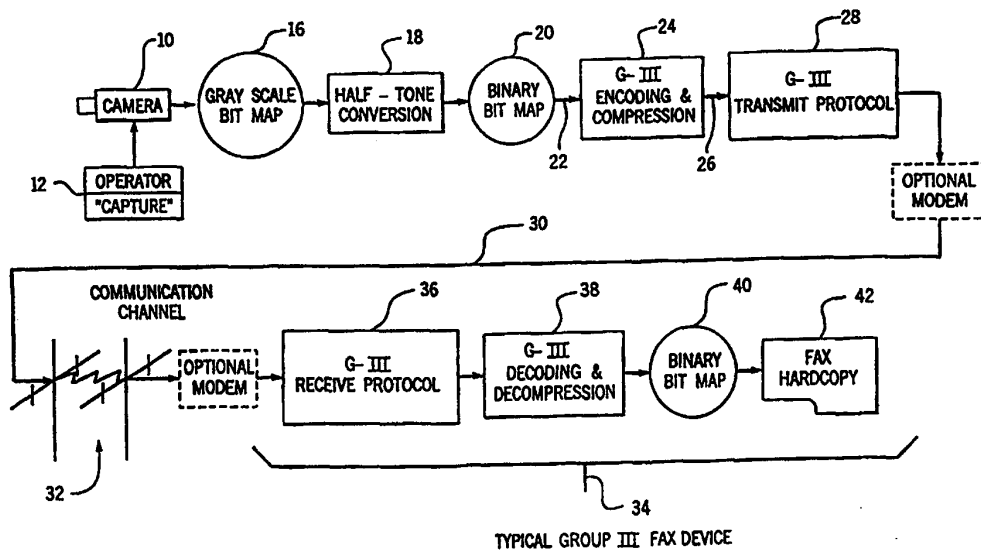 10
16
18
20
24
28
CAMERA
GRAY SCALE
BIT MAP
HALF - TONE
CONVERSION
BINARY
BIT MAP
G-III
ENCODING &
COMPRESSION
G-III
TRANSMIT PROTOCOL
22
26
12
OPERATOR
"CAPTURE"
OPTIONAL
MODEM
30
COMMUNICATION
CHANNEL
36
38
40
42
OPTIONAL
MODEM
G-III
RECEIVE PROTOCOL
G-III
DECODING &
DECOMPRESSION
BINARY
BIT MAP
FAX
HARDCOPY
32
34
TYPICAL GROUP III FAX DEVICE